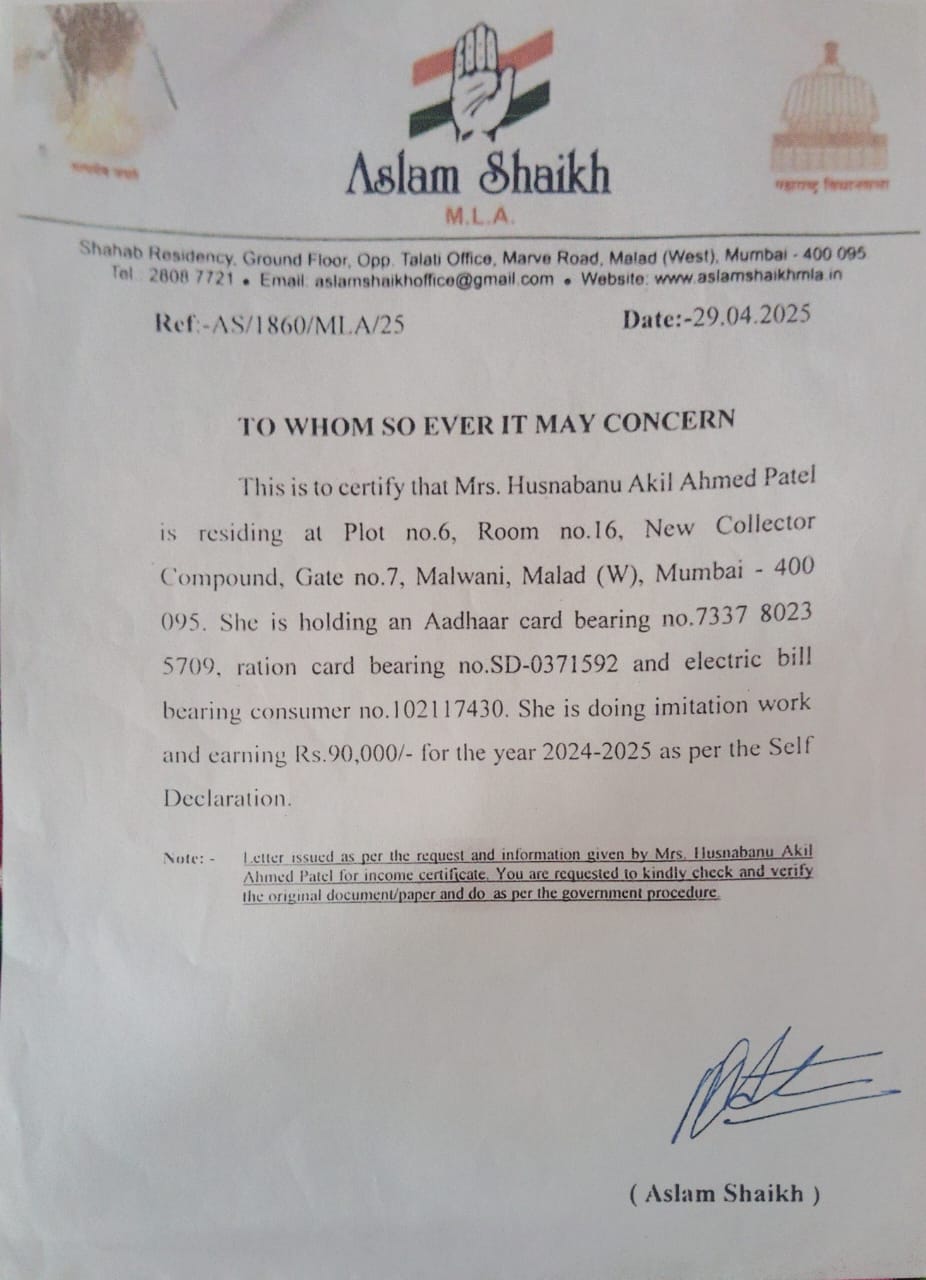 Aslam Shaikh
M.L.A.
सत्यमेव जयते
महाराष्ट्र विधानसभा
Shahab Residency, Ground Floor, Opp. Talati Office, Marve Road, Malad (West), Mumbai - 400 095
Tel.: 2808 7721 • Email: aslamshaikhoffice@gmail.com • Website: www.aslamshaikhmla.in
Ref:-AS/1860/MLA/25 Date:-29.04.2025
TO WHOM SO EVER IT MAY CONCERN
This is to certify that Mrs. Husnabanu Akil Ahmed Patel
is residing at Plot no.6, Room no.16, New Collector
Compound, Gate no.7, Malwani, Malad (W), Mumbai - 400
095. She is holding an Aadhaar card bearing no.7337 8023
5709, ration card bearing no.SD-0371592 and electric bill
bearing consumer no.102117430. She is doing imitation work
and earning Rs.90,000/- for the year 2024-2025 as per the Self
Declaration.
Note: - Letter issued as per the request and information given by Mrs. Husnabanu Akil
Ahmed Patel for income certificate. You are requested to kindly check and verify
the original document/paper and do as per the government procedure.
( Aslam Shaikh )